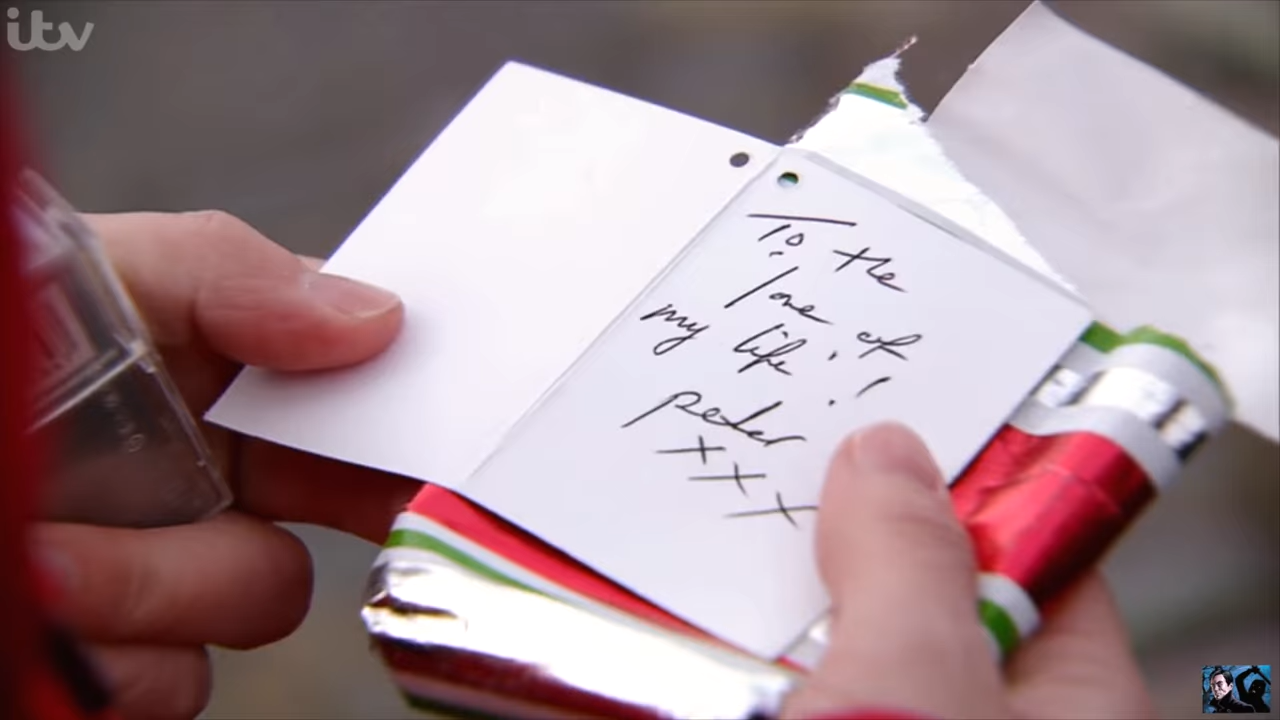 itv
To the
love of
my life!!
Peter
xxx